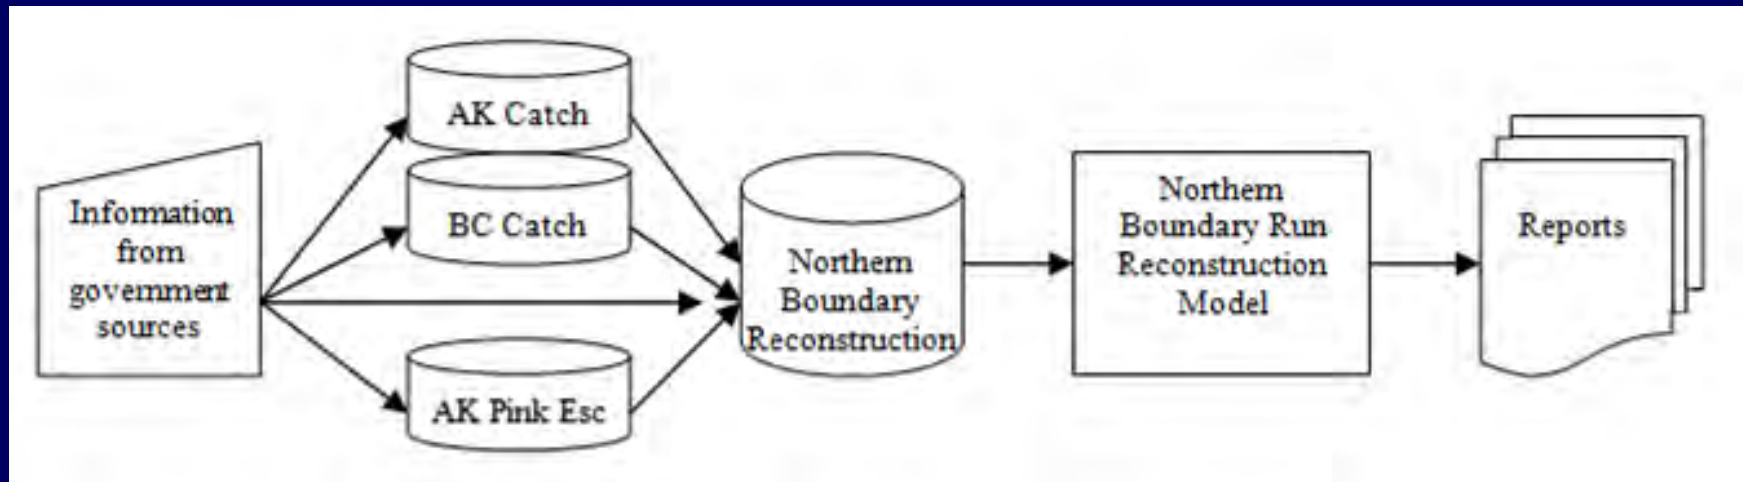 Information
from
government
sources
AK Catch
BC Catch
AK Pink Esc
Northern
Boundary
Reconstruction
Northern
Boundary Run
Reconstruction
Model
Reports